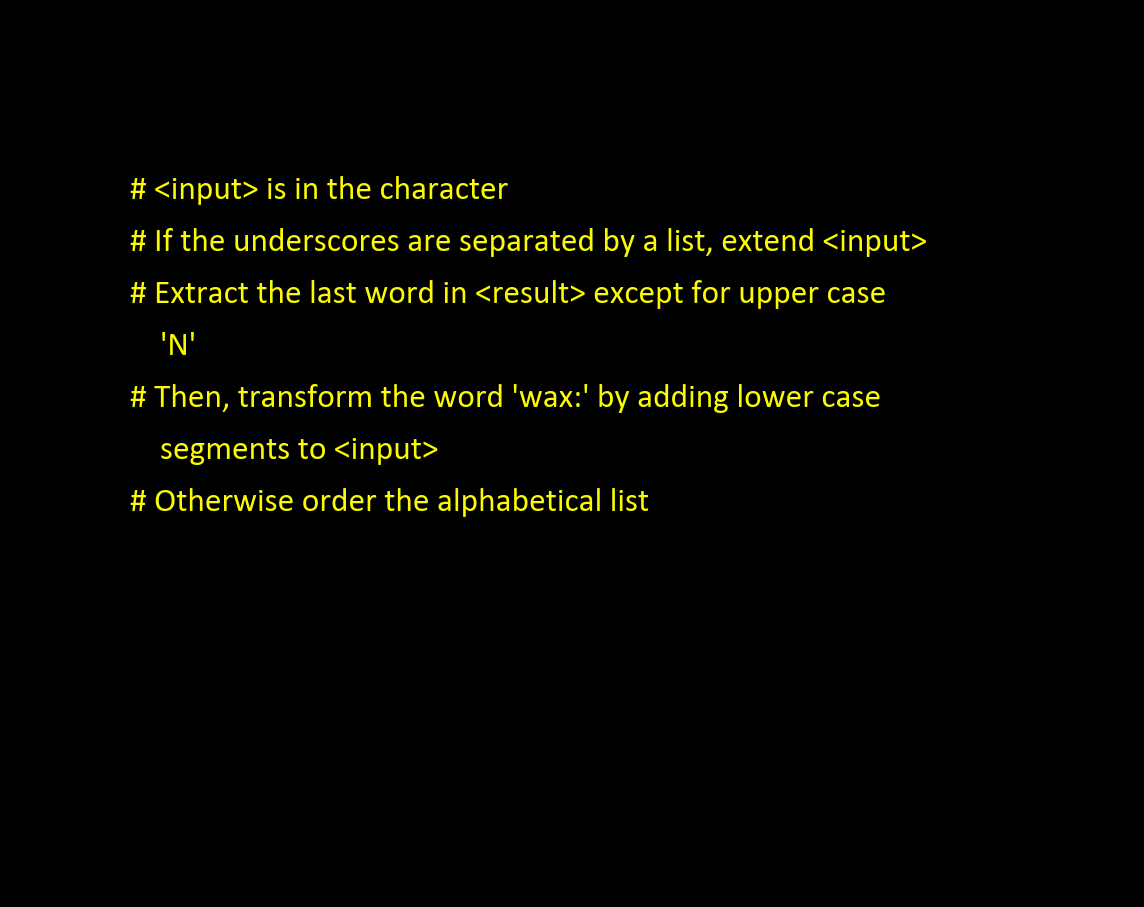 # <input> is in the character
# If the underscores are separated by a list, extend <input>
# Extract the last word in <result> except for upper case
'N'
# Then, transform the word 'wax:' by adding lower case
segments to <input>
# Otherwise order the alphabetical list